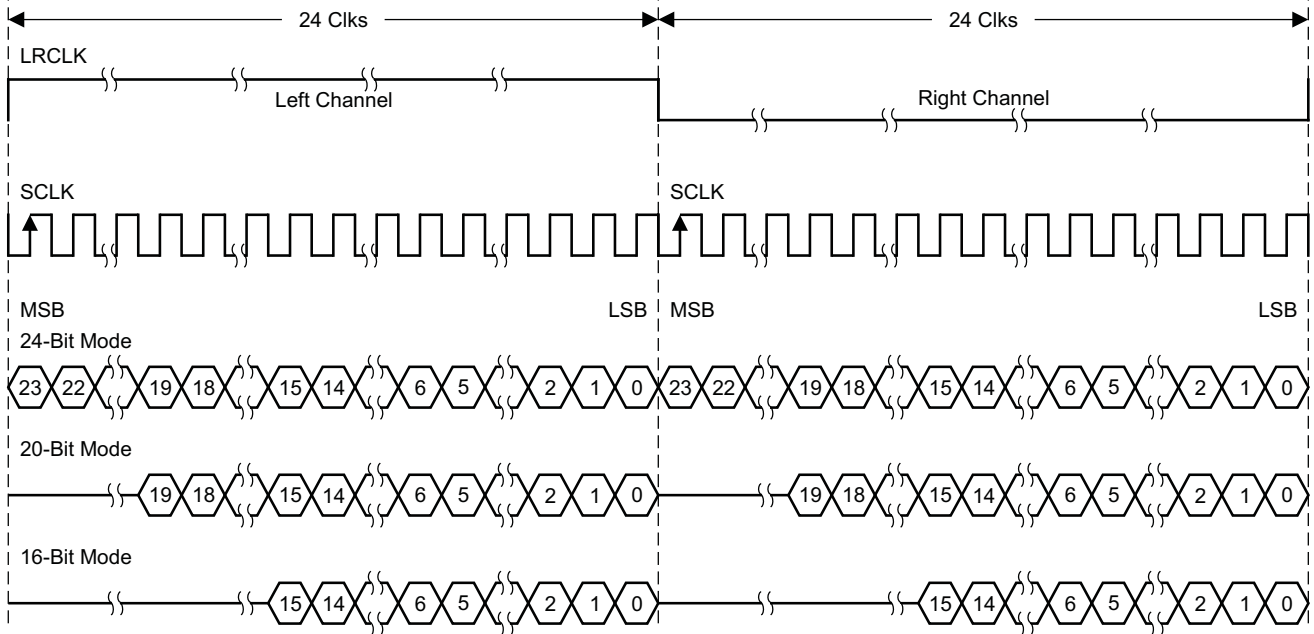 24 Clks 24 Clks
LRCLK
Left Channel Right Channel
SCLK SCLK
MSB LSB MSB LSB
24-Bit Mode
23 22 19 18 15 14 6 5 2 1 0 23 22 19 18 15 14 6 5 2 1 0
20-Bit Mode
19 18 15 14 6 5 2 1 0 19 18 15 14 6 5 2 1 0
16-Bit Mode
15 14 6 5 2 1 0 15 14 6 5 2 1 0